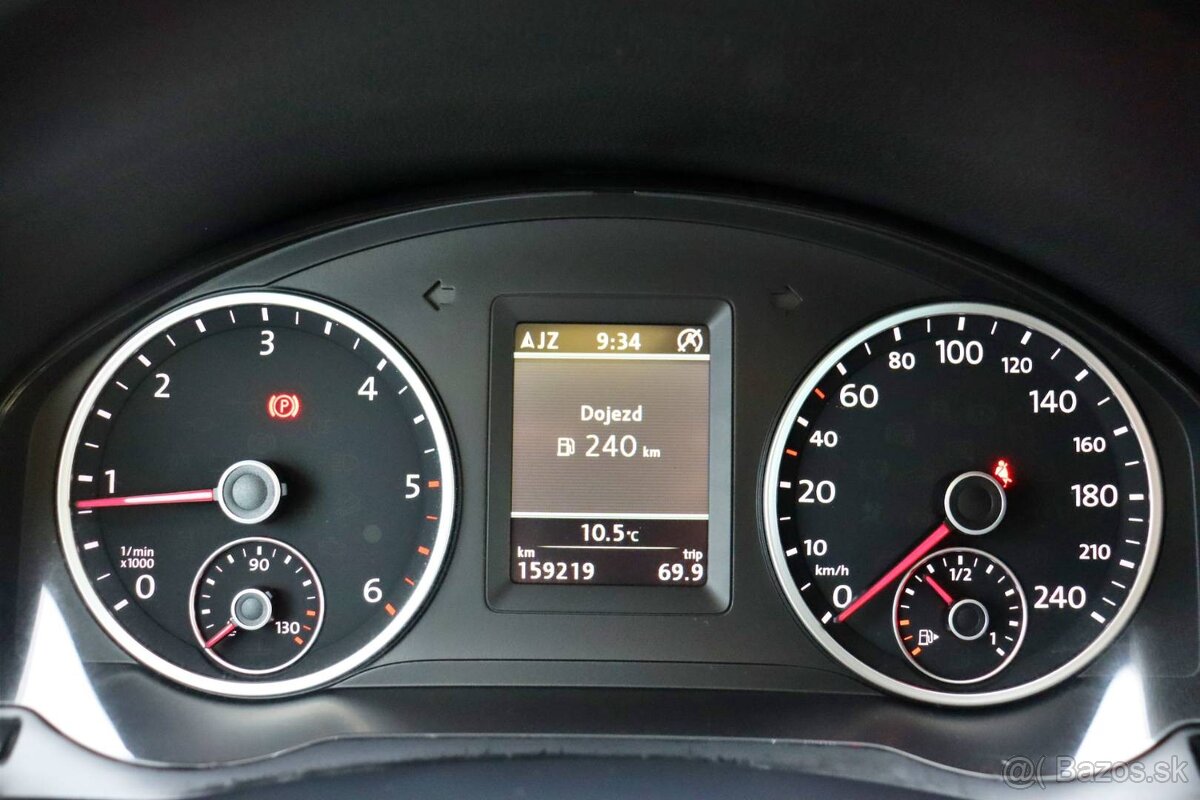 JZ 9:34
Dojezd
240 km
10.5°C
km trip
159219 69.9
0 1 2 3 4 5 6
1/min
x1000
P
90
130
0 10 20 40 60 80 100 120 140 160 180 210 240
km/h
1/2
1
@( Bazos.sk